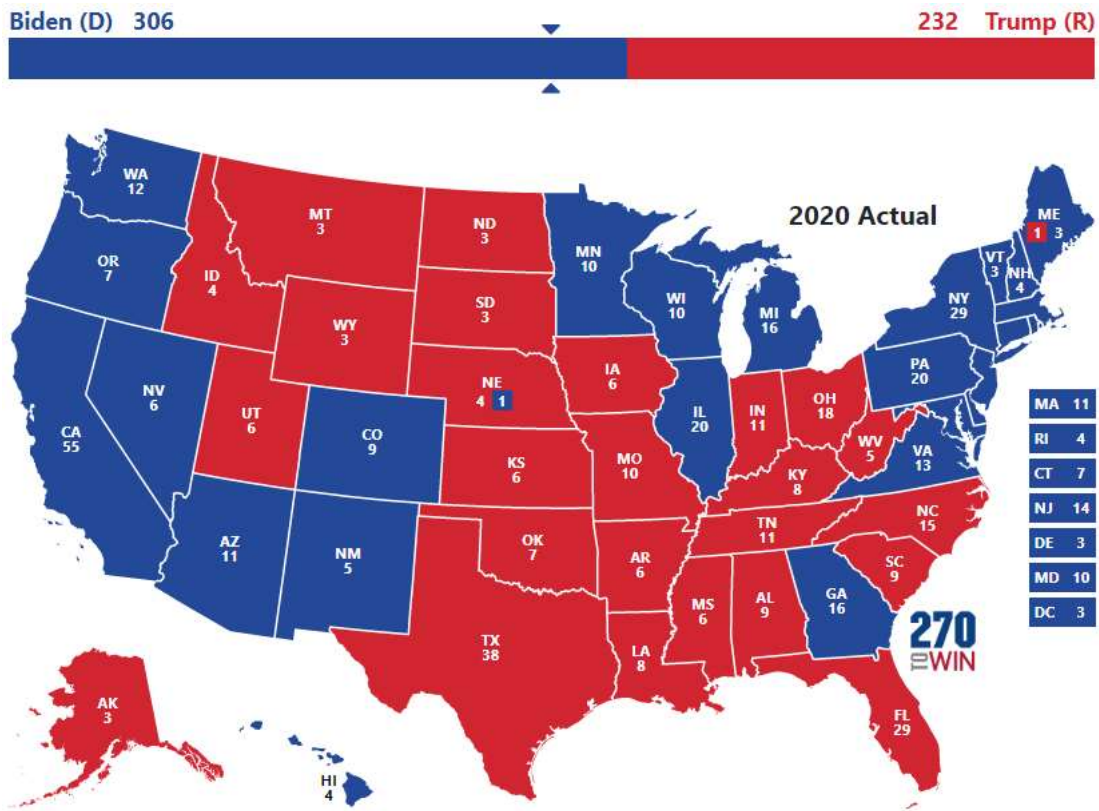 Biden (D) 306
232 Trump (R)
2020 Actual
WA
12
OR
7
CA
55
NV
6
ID
4
MT
3
WY
3
UT
6
AZ
11
CO
9
NM
5
ND
3
SD
3
NE
4 1
KS
6
OK
7
TX
38
MN
10
IA
6
MO
10
AR
6
LA
8
WI
10
IL
20
MS
6
MI
16
IN
11
KY
8
TN
11
AL
9
OH
18
WV
5
GA
16
FL
29
SC
9
NC
15
VA
13
PA
20
NY
29
VT
3
NH
4
ME
1 3
MA 11
RI 4
CT 7
NJ 14
DE 3
MD 10
DC 3
AK
3
HI
4
270
TO WIN